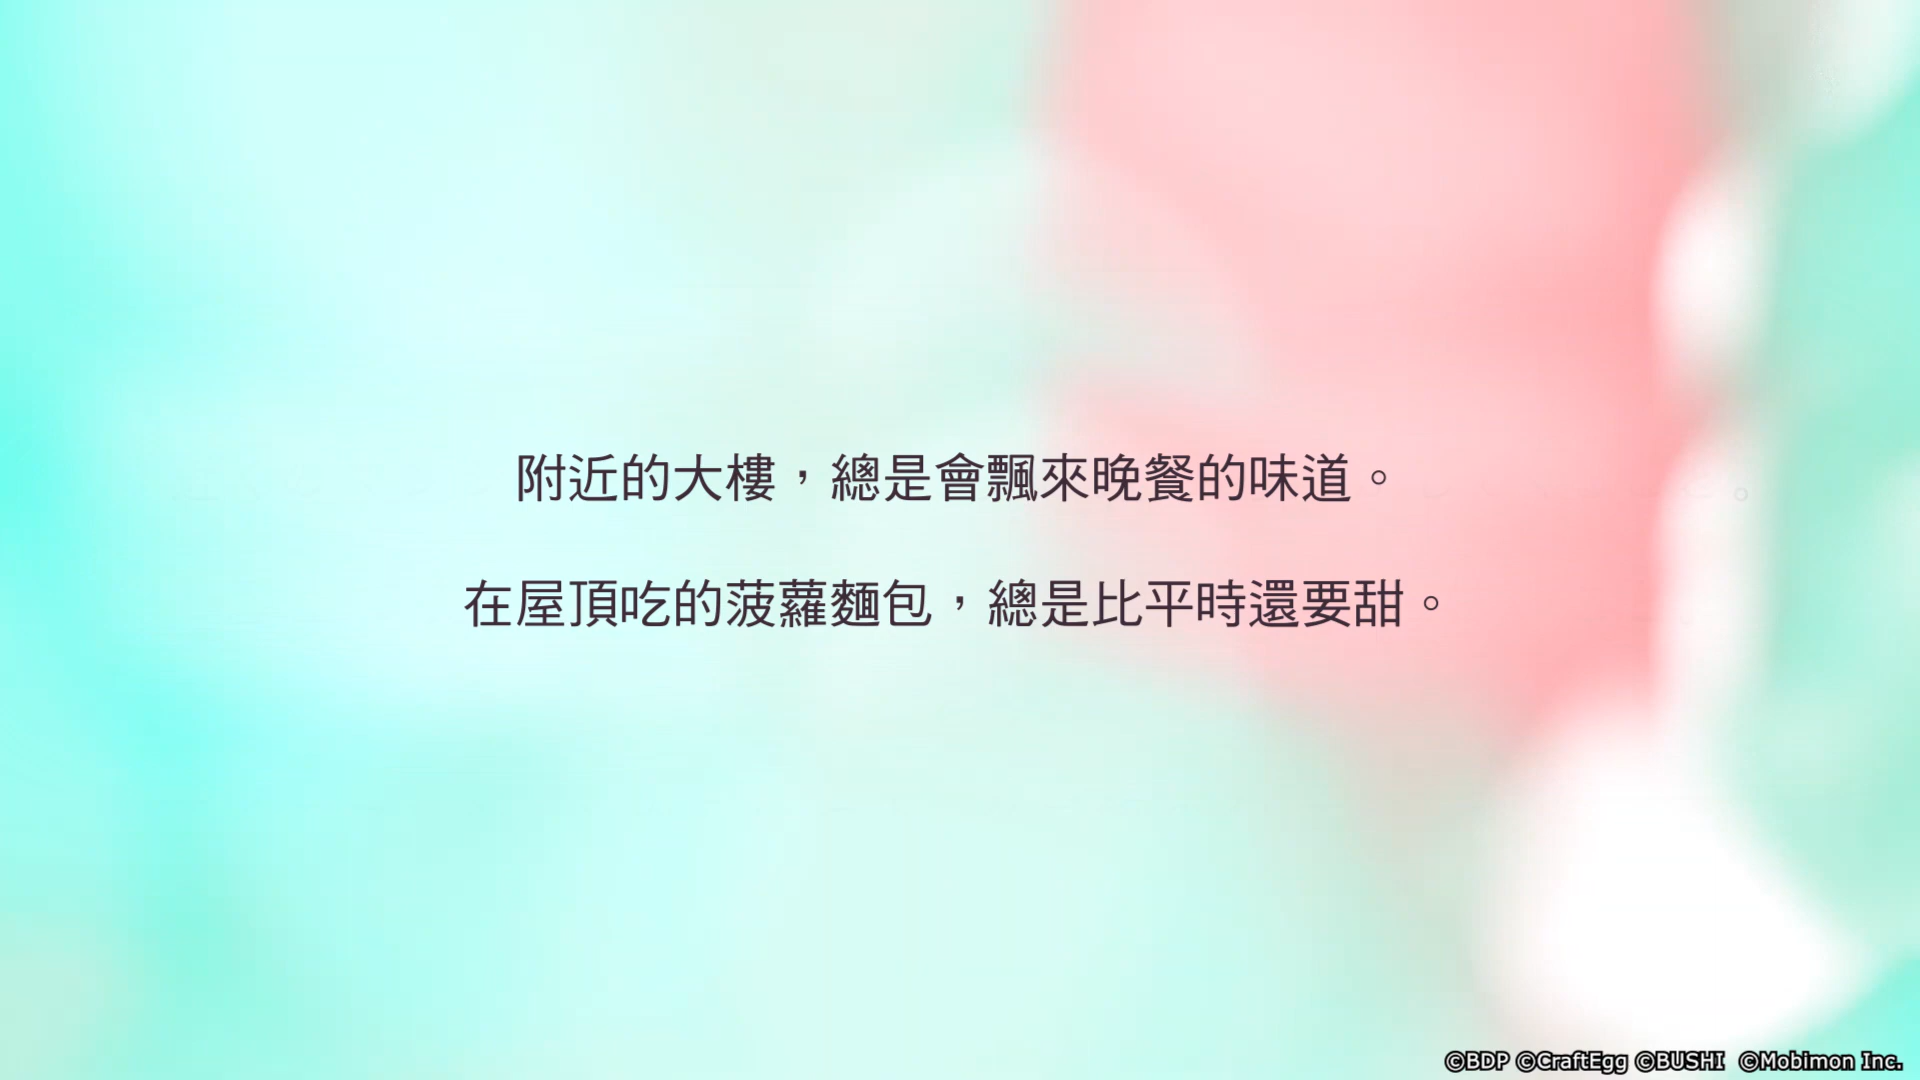 附近的大樓，總是會飄來晚餐的味道。
在屋頂吃的菠蘿麵包，總是比平時還要甜。
©BDP ©CraftEgg ©BUSHI ©Mobimon Inc.